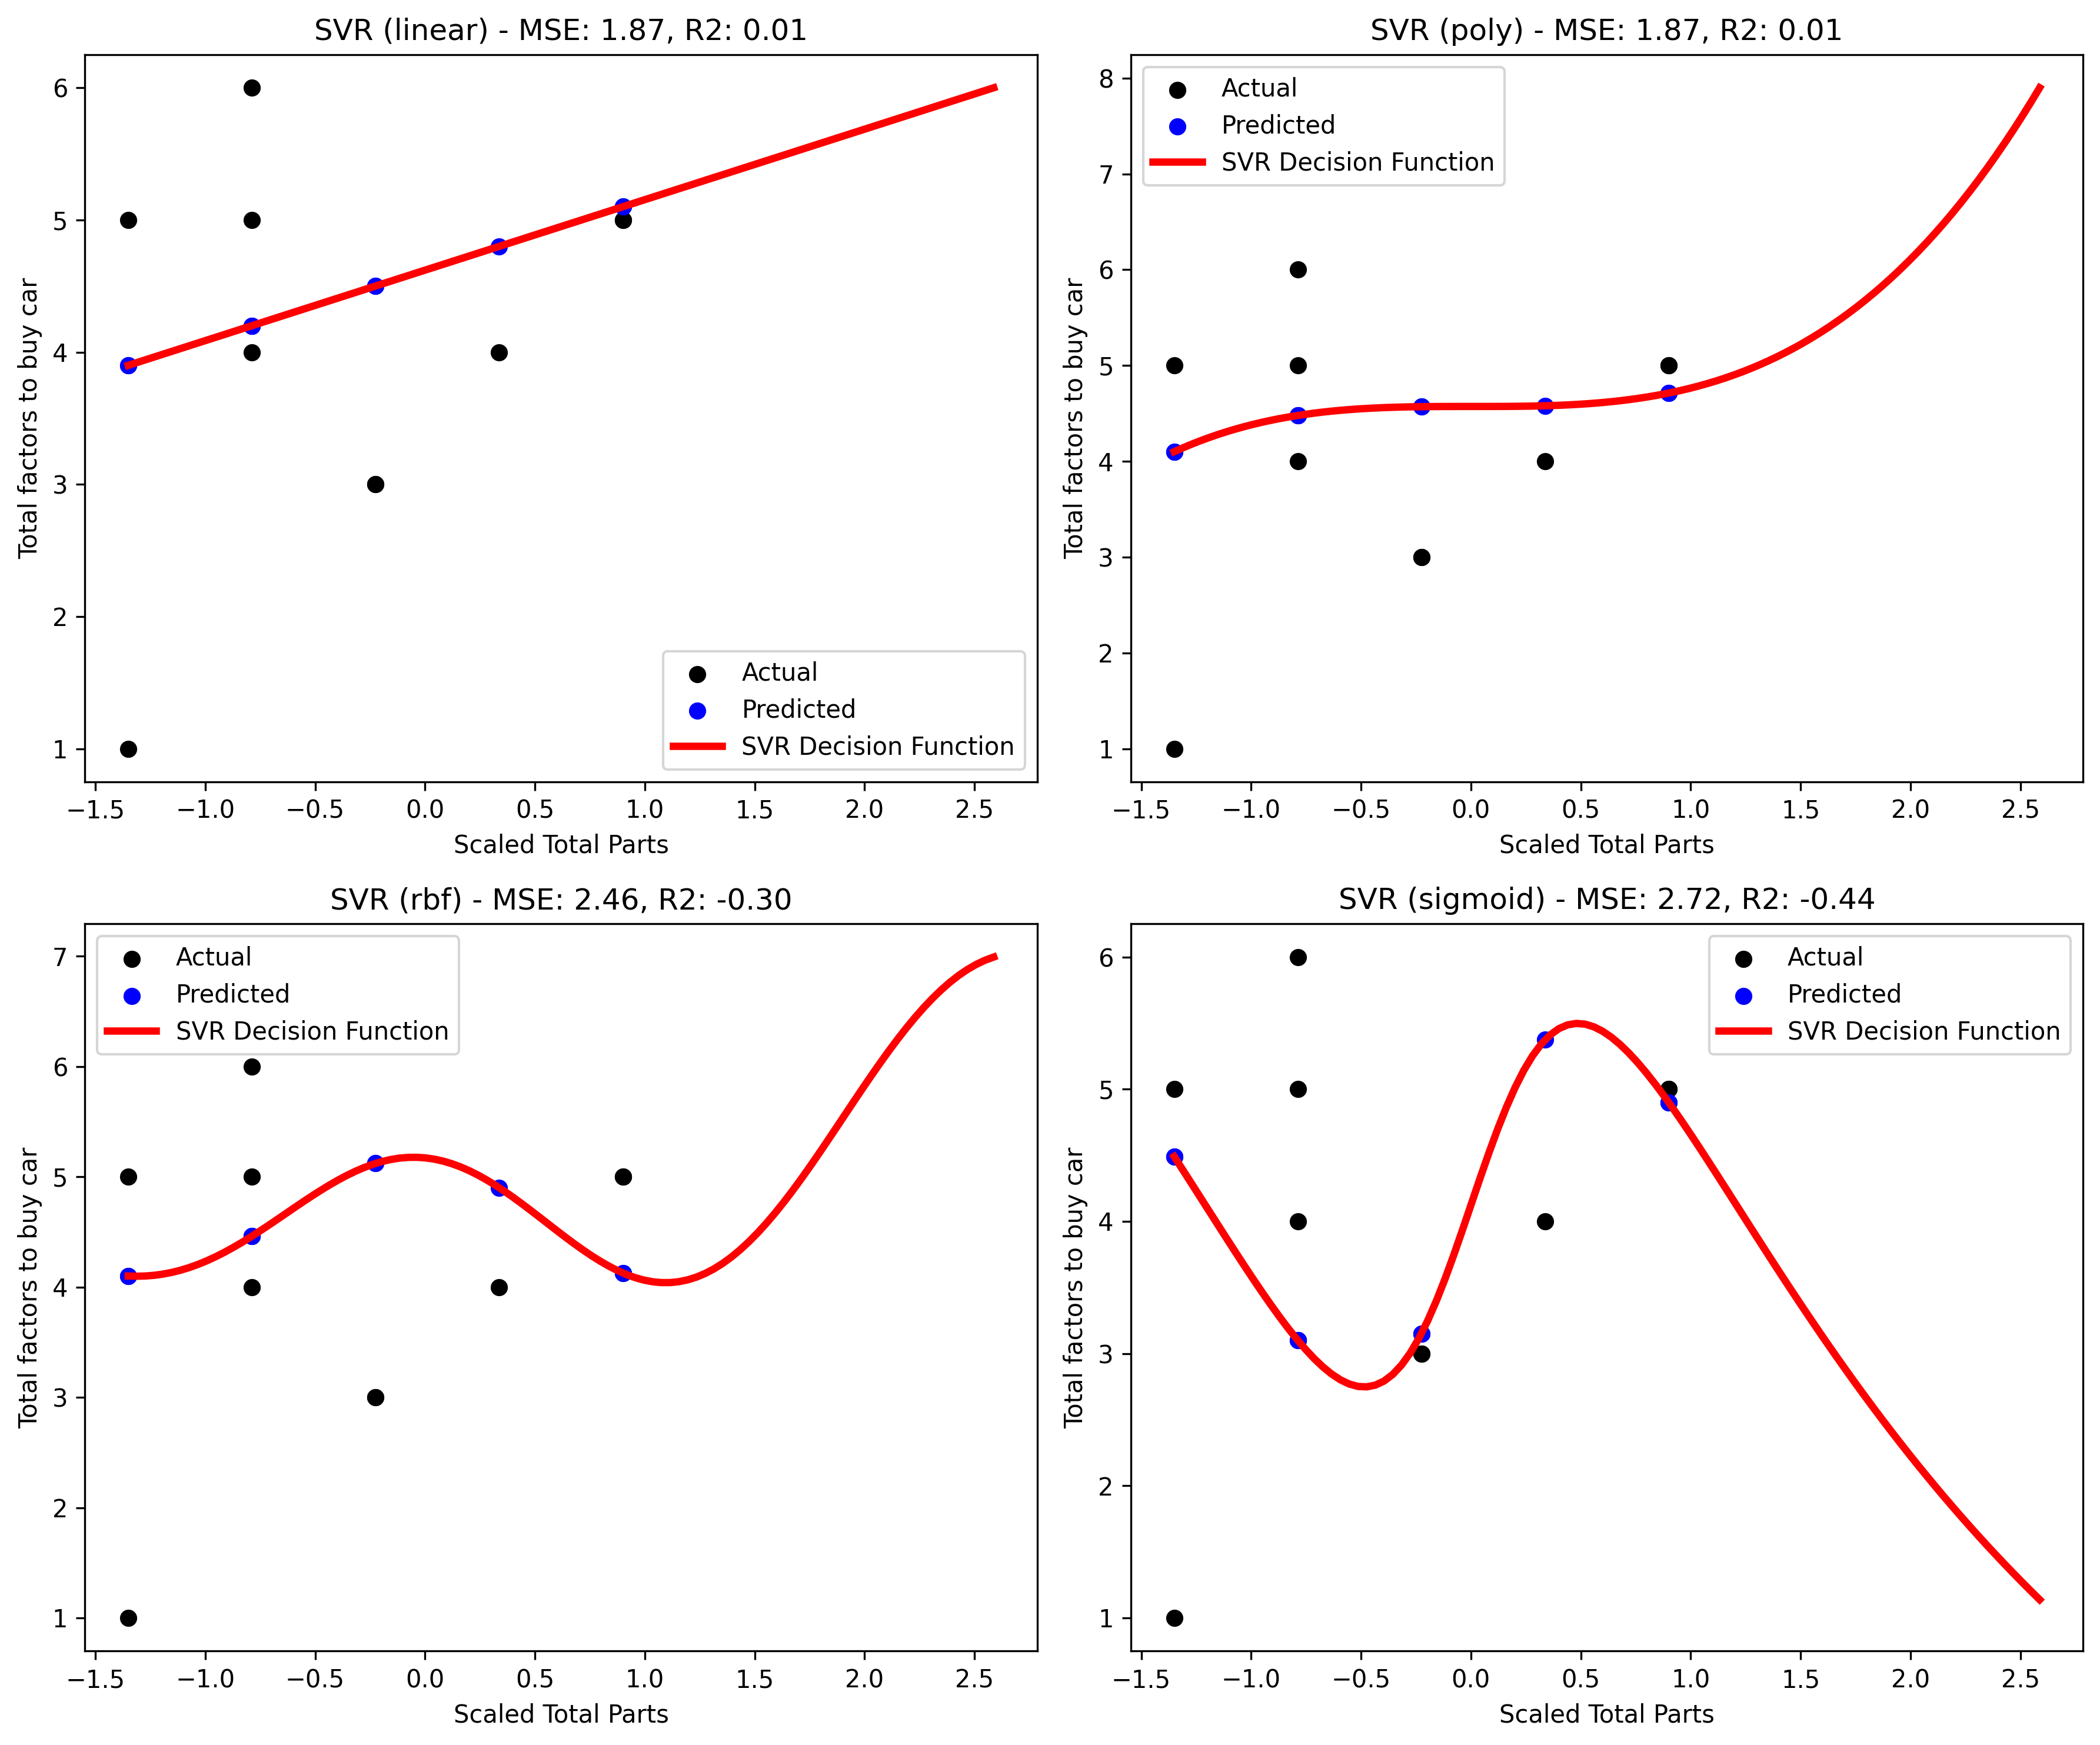 SVR (linear) - MSE: 1.87, R2: 0.01
6
5
4
3
2
1
Total factors to buy car
Actual
Predicted
SVR Decision Function
−1.5 −1.0 −0.5 0.0 0.5 1.0 1.5 2.0 2.5
Scaled Total Parts
SVR (poly) - MSE: 1.87, R2: 0.01
8
7
6
5
4
3
2
1
Total factors to buy car
Actual
Predicted
SVR Decision Function
−1.5 −1.0 −0.5 0.0 0.5 1.0 1.5 2.0 2.5
Scaled Total Parts
SVR (rbf) - MSE: 2.46, R2: -0.30
7
6
5
4
3
2
1
Total factors to buy car
Actual
Predicted
SVR Decision Function
−1.5 −1.0 −0.5 0.0 0.5 1.0 1.5 2.0 2.5
Scaled Total Parts
SVR (sigmoid) - MSE: 2.72, R2: -0.44
6
5
4
3
2
1
Total factors to buy car
Actual
Predicted
SVR Decision Function
−1.5 −1.0 −0.5 0.0 0.5 1.0 1.5 2.0 2.5
Scaled Total Parts